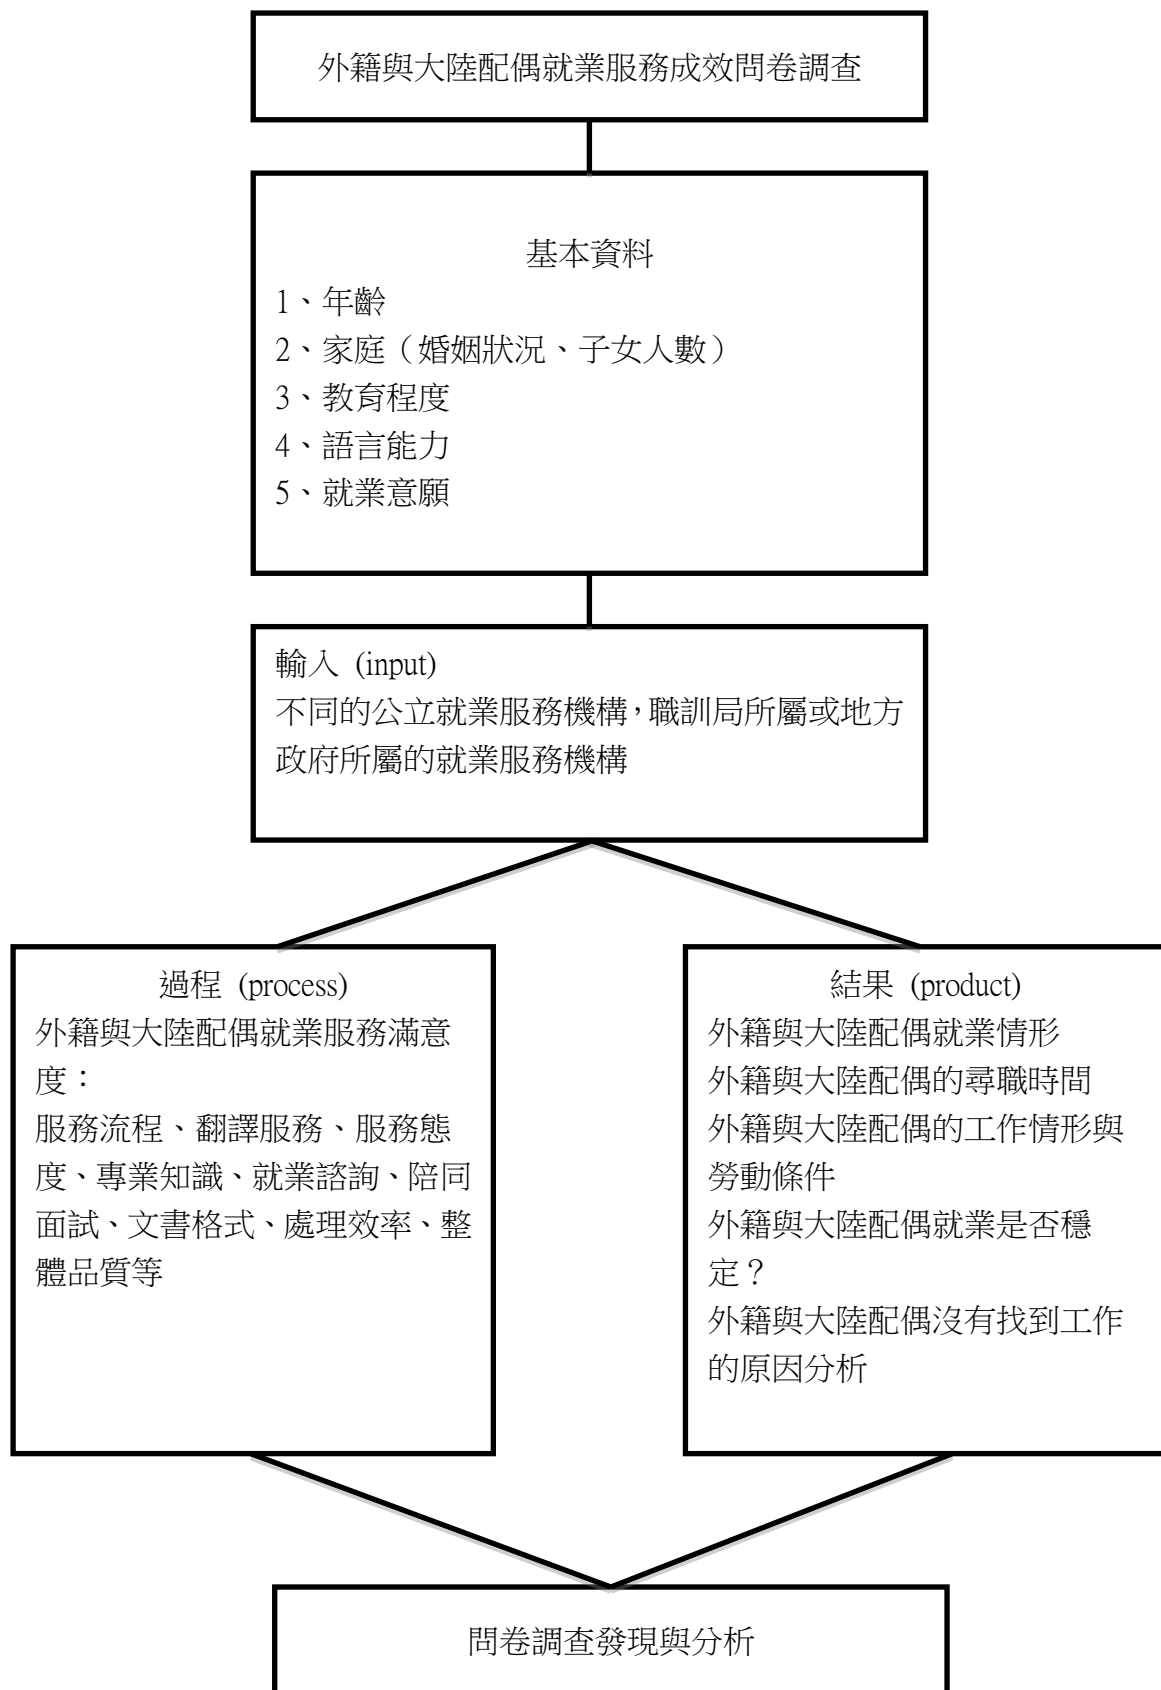 外籍與大陸配偶就業服務成效問卷調查
基本資料
1、年齡
2、家庭（婚姻狀況、子女人數）
3、教育程度
4、語言能力
5、就業意願
輸入 (input)
不同的公立就業服務機構，職訓局所屬或地方
政府所屬的就業服務機構
過程 (process)
外籍與大陸配偶就業服務滿意
度：
服務流程、翻譯服務、服務態
度、專業知識、就業諮詢、陪同
面試、文書格式、處理效率、整
體品質等
結果 (product)
外籍與大陸配偶就業情形
外籍與大陸配偶的尋職時間
外籍與大陸配偶的工作情形與
勞動條件
外籍與大陸配偶就業是否穩
定？
外籍與大陸配偶沒有找到工作
的原因分析
問卷調查發現與分析